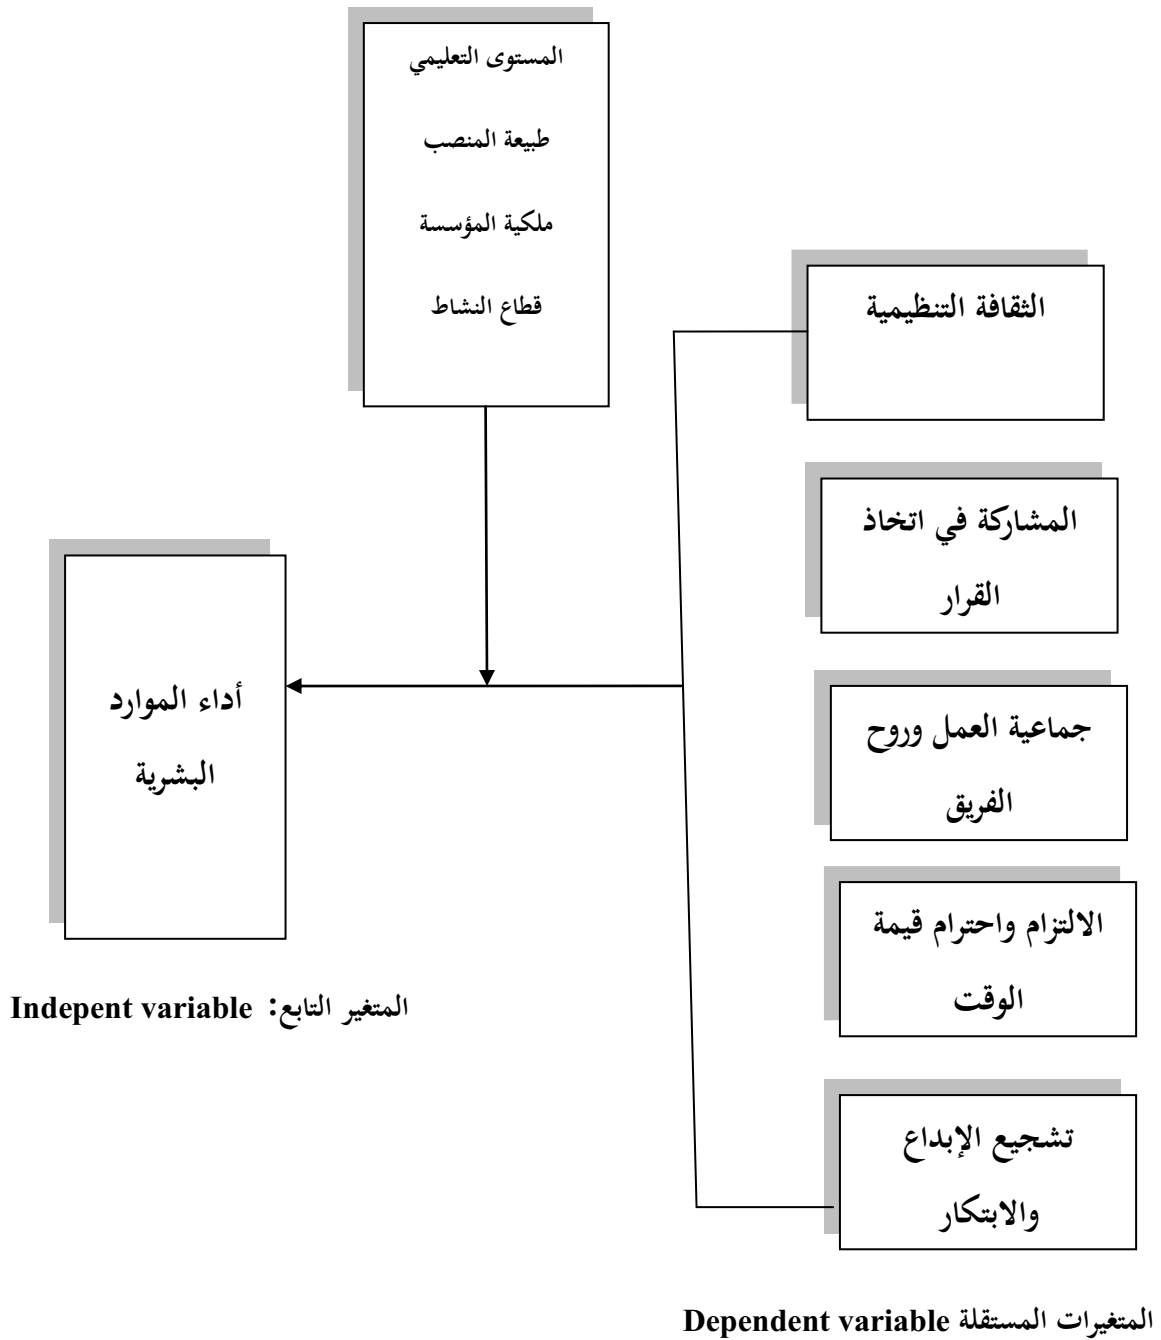 المستوى التعليمي
طبيعة المنصب
ملكية المؤسسة
قطاع النشاط
الثقافة التنظيمية
المشاركة في اتخاذ
القرار
جماعية العمل وروح
الفريق
الالتزام واحترام قيمة
الوقت
تشجيع الإبداع
والابتكار
أداء الموارد
البشرية
المتغير التابع: Indepent variable
المتغيرات المستقلة Dependent variable